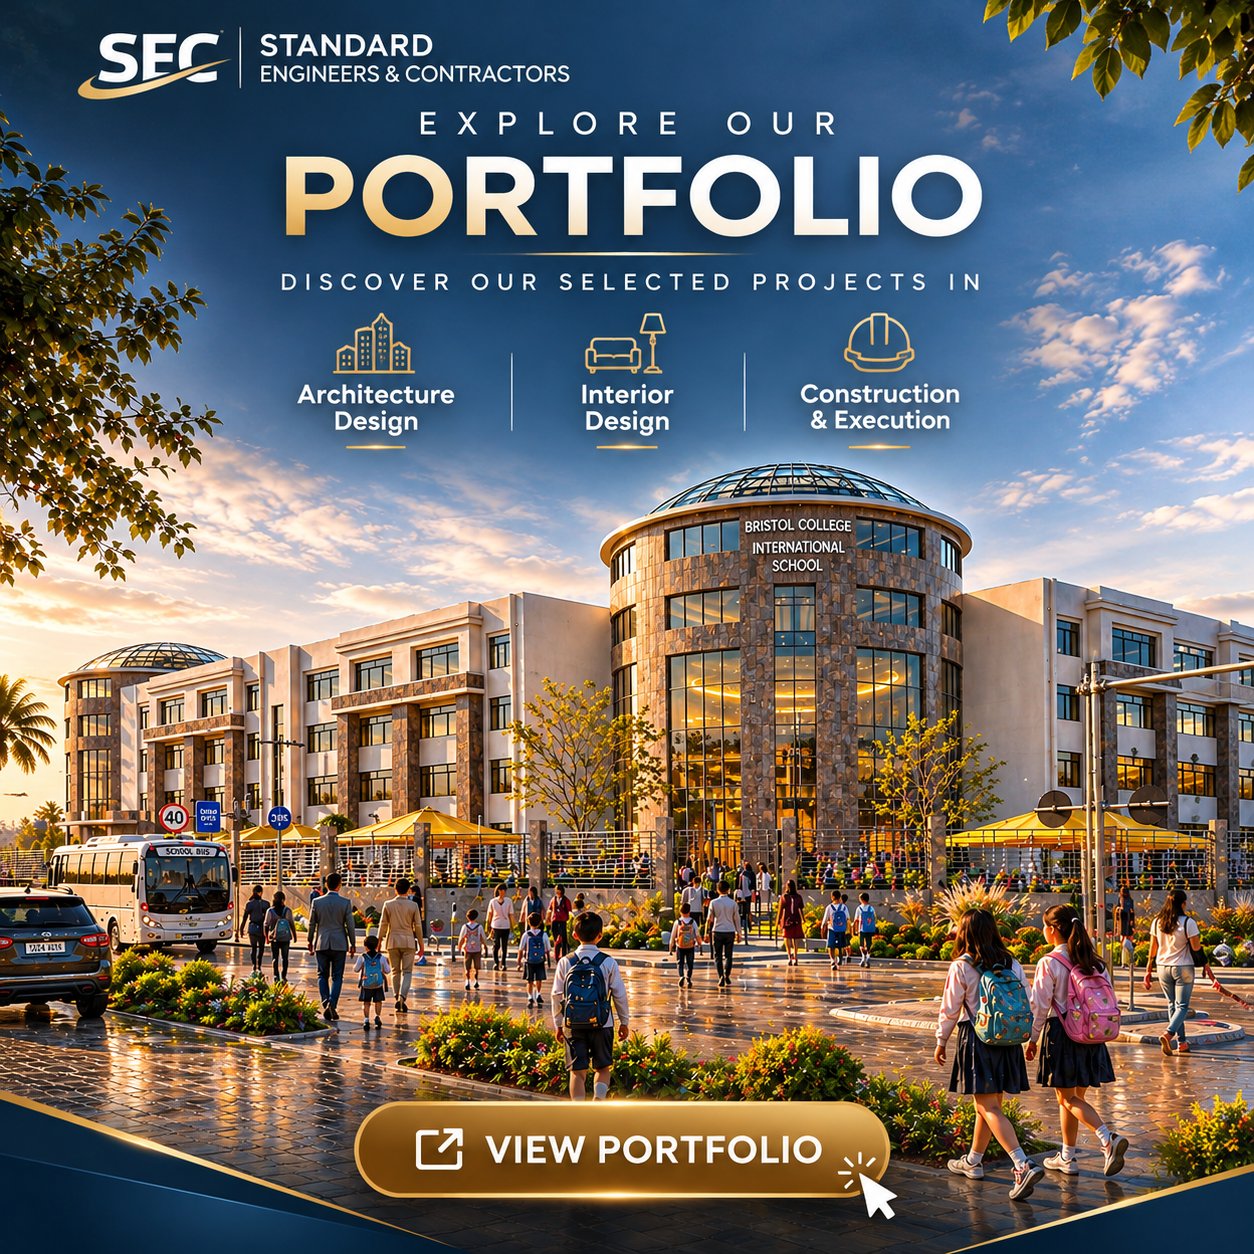 SEC
STANDARD
ENGINEERS & CONTRACTORS
EXPLORE OUR
PORTFOLIO
DISCOVER OUR SELECTED PROJECTS IN
Architecture
Design
Interior
Design
Construction
& Execution
BRISTOL COLLEGE
INTERNATIONAL
SCHOOL
40
SCHOOL BUS
VIEW PORTFOLIO